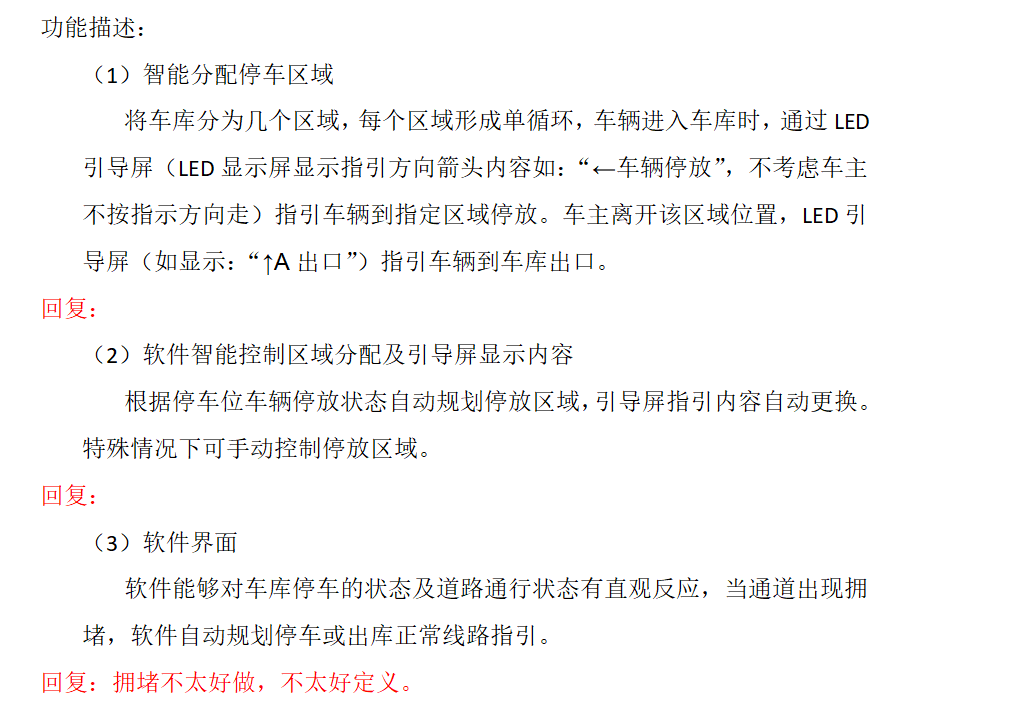 功能描述：
（1）智能分配停车区域
将车库分为几个区域，每个区域形成单循环，车辆进入车库时，通过 LED
引导屏（LED 显示屏显示指引方向箭头内容如：“←车辆停放”，不考虑车主
不按指示方向走）指引车辆到指定区域停放。车主离开该区域位置，LED 引
导屏（如显示：“↑A 出口”）指引车辆到车库出口。
回复：
（2）软件智能控制区域分配及引导屏显示内容
根据停车位车辆停放状态自动规划停放区域，引导屏指引内容自动更换。
特殊情况下可手动控制停放区域。
回复：
（3）软件界面
软件能够对车库停车的状态及道路通行状态有直观反应，当通道出现拥
堵，软件自动规划停车或出库正常线路指引。
回复：拥堵不太好做，不太好定义。